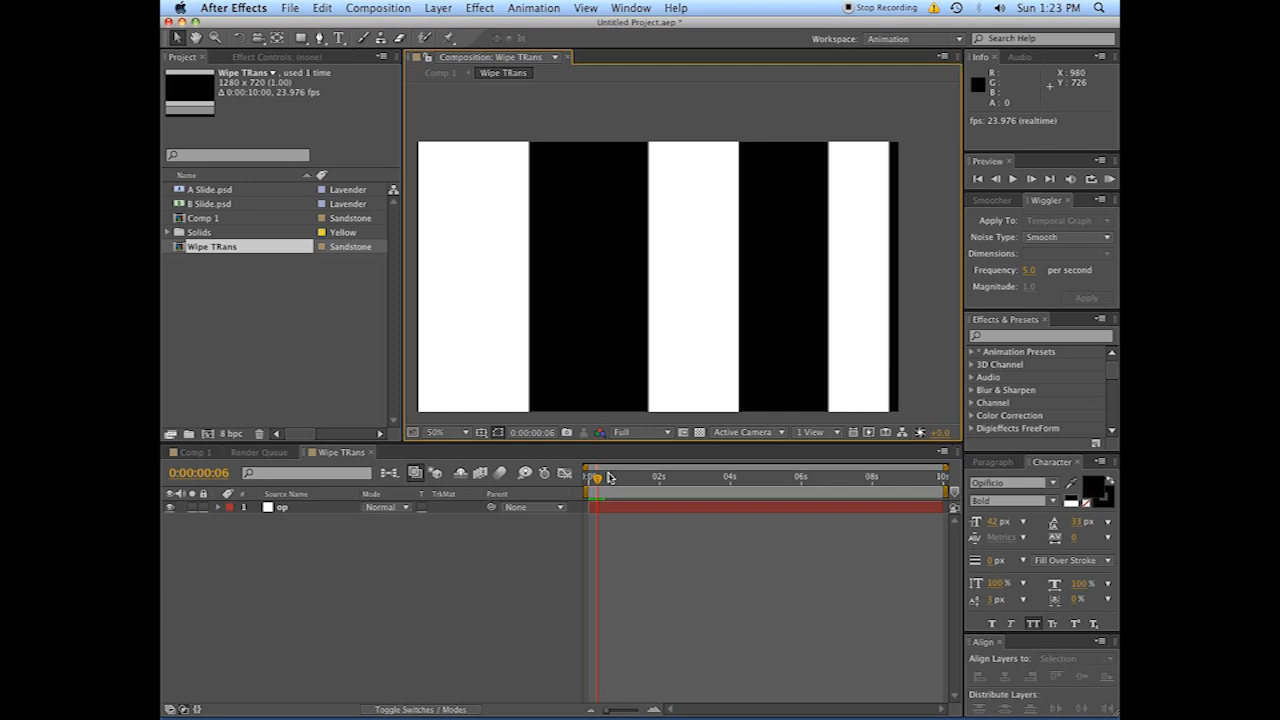 After Effects File Edit Composition Layer Effect Animation View Window Help Stop Recording Sun 1:23 PM
Untitled Project.aep *
Workspace: Animation Search Help
Project × Effect Controls: (none) Composition: Wipe TRans × Info × Audio
Comp 1 Wipe TRans
Wipe TRans, used 1 time
1280 x 720 (1.00)
Δ 0:00:10:00, 23.976 fps
R: X: 980
G: Y: 726
B:
A: 0
fps: 23.976 (realtime)
Preview ×
Name
A Slide.psd Lavender
B Slide.psd Lavender
Comp 1 Sandstone
Solids Yellow
Wipe TRans Sandstone
Smoother Wiggler ×
Apply To: Temporal Graph
Noise Type: Smooth
Dimensions:
Frequency: 5.0 per second
Magnitude: 1.0
Apply
Effects & Presets ×
* Animation Presets
3D Channel
Audio
Blur & Sharpen
Channel
Color Correction
Digieffects FreeForm
8 bpc 50% 0:00:00:06 Full Active Camera 1 View +0.0
Comp 1 Render Queue Wipe TRans ×
0:00:00:06
02s 04s 06s 08s 10s
# Source Name Mode T TrkMat Parent
1 op Normal None
Toggle Switches / Modes
Paragraph Character ×
Opificio
Bold
42 px 33 px
Metrics 0
0 px Fill Over Stroke
100 % 100 %
3 px 0 %
T T TT Tr T¹ T₁
Align ×
Align Layers to: Selection
Distribute Layers: